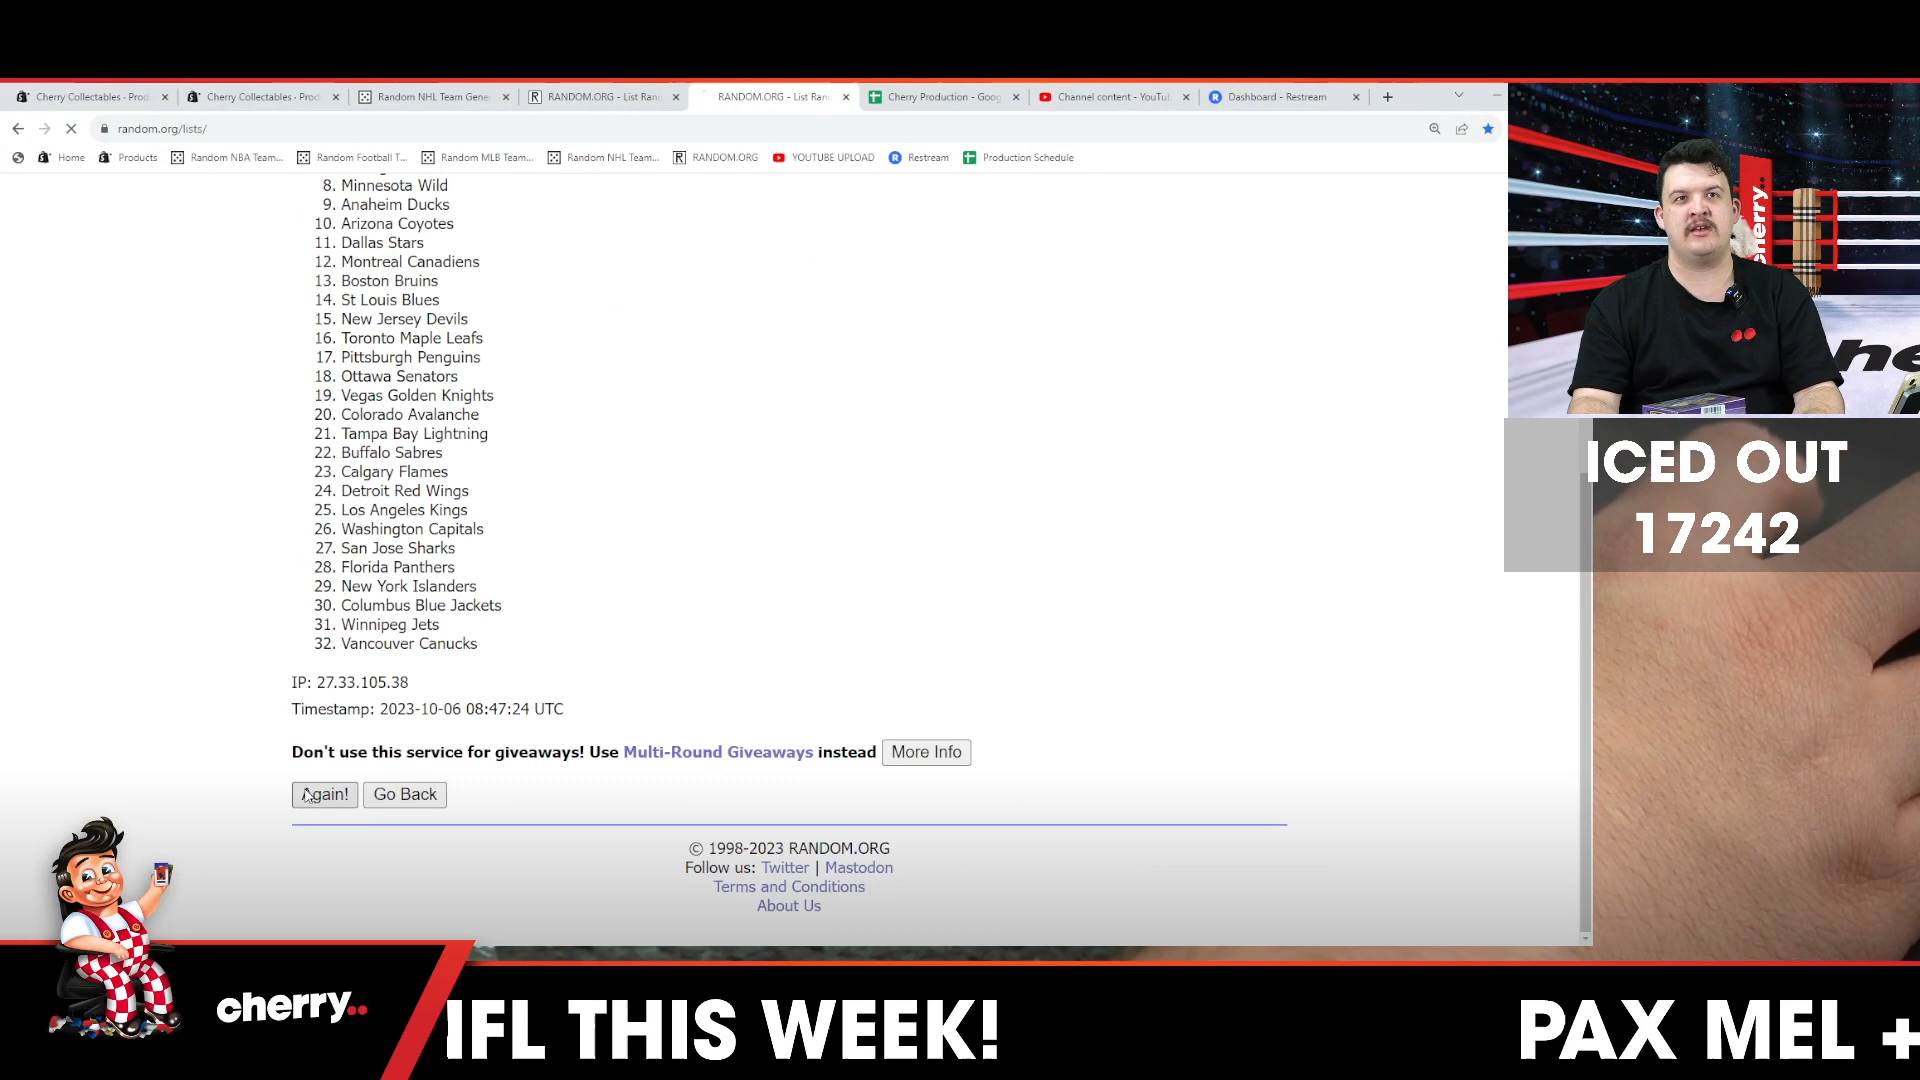 Cherry Collectables · Prod
Cherry Collectables · Prod
Random NHL Team Gene
RANDOM.ORG - List Ran
RANDOM.ORG - List Ran
Cherry Production - Goog
Channel content - YouTu
Dashboard - Restream
random.org/lists/
Home
Products
Random NBA Team...
Random Football T...
Random MLB Team...
Random NHL Team...
RANDOM.ORG
YOUTUBE UPLOAD
Restream
Production Schedule
8. Minnesota Wild
9. Anaheim Ducks
10. Arizona Coyotes
11. Dallas Stars
12. Montreal Canadiens
13. Boston Bruins
14. St Louis Blues
15. New Jersey Devils
16. Toronto Maple Leafs
17. Pittsburgh Penguins
18. Ottawa Senators
19. Vegas Golden Knights
20. Colorado Avalanche
21. Tampa Bay Lightning
22. Buffalo Sabres
23. Calgary Flames
24. Detroit Red Wings
25. Los Angeles Kings
26. Washington Capitals
27. San Jose Sharks
28. Florida Panthers
29. New York Islanders
30. Columbus Blue Jackets
31. Winnipeg Jets
32. Vancouver Canucks
IP: 27.33.105.38
Timestamp: 2023-10-06 08:47:24 UTC
Don't use this service for giveaways! Use Multi-Round Giveaways instead More Info
Again! Go Back
© 1998-2023 RANDOM.ORG
Follow us: Twitter | Mastodon
Terms and Conditions
About Us
cherry..
he
ICED OUT
17242
cherry..
IFL THIS WEEK!
PAX MEL +